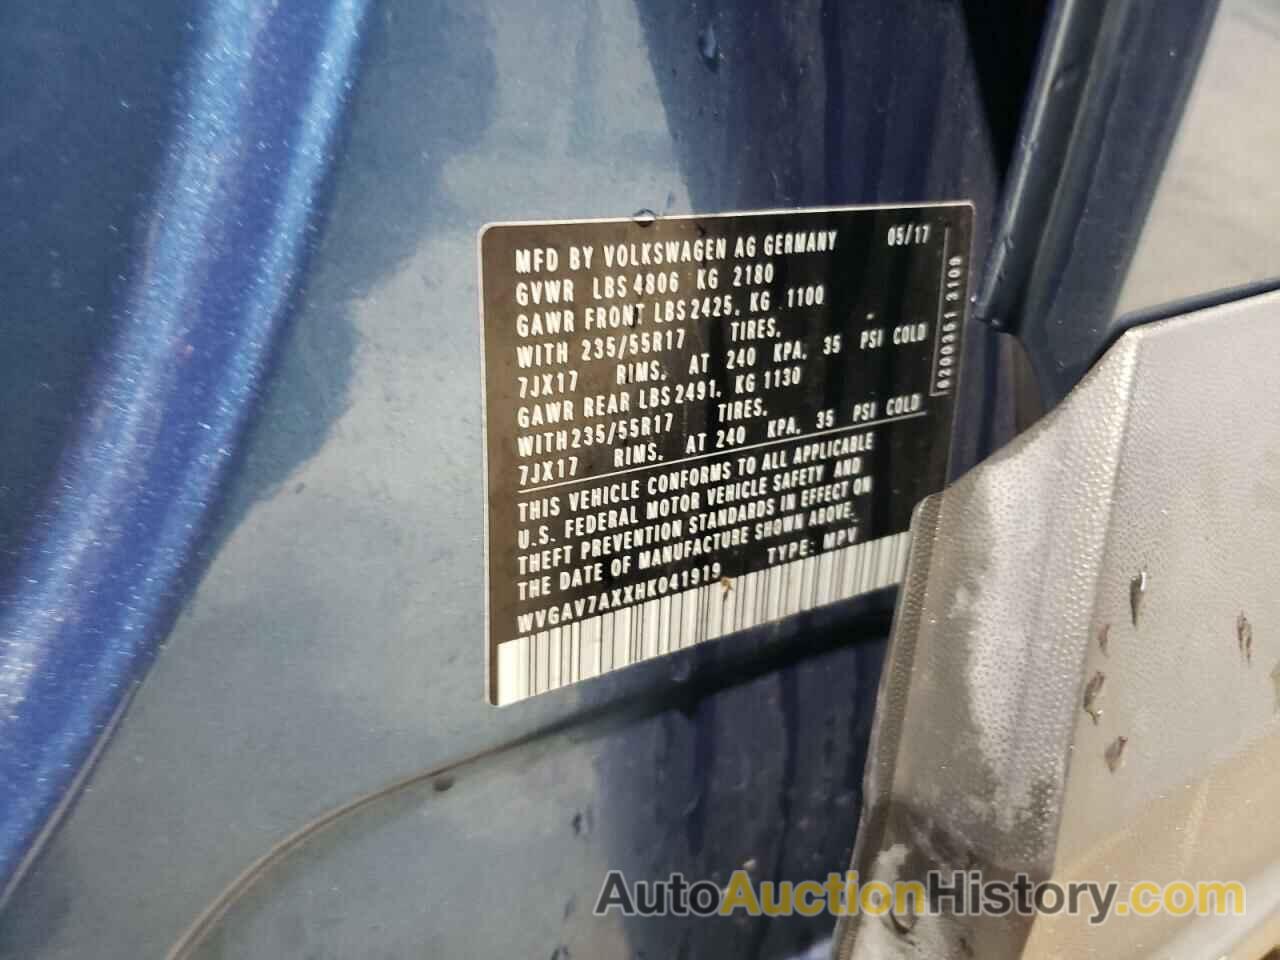 MFD BY VOLKSWAGEN AG GERMANY 05/17
GVWR LBS 4806 KG 2180
GAWR FRONT LBS 2425, KG 1100
WITH 235/55R17 TIRES,
7JX17 RIMS, AT 240 KPA, 35 PSI COLD
GAWR REAR LBS 2491, KG 1130
WITH 235/55R17 TIRES,
7JX17 RIMS, AT 240 KPA, 35 PSI COLD
THIS VEHICLE CONFORMS TO ALL APPLICABLE
U.S. FEDERAL MOTOR VEHICLE SAFETY AND
THEFT PREVENTION STANDARDS IN EFFECT ON
THE DATE OF MANUFACTURE SHOWN ABOVE.
WVGAV7AXXHK041919 TYPE: MPV
0200361 3109
AutoAuctionHistory.com